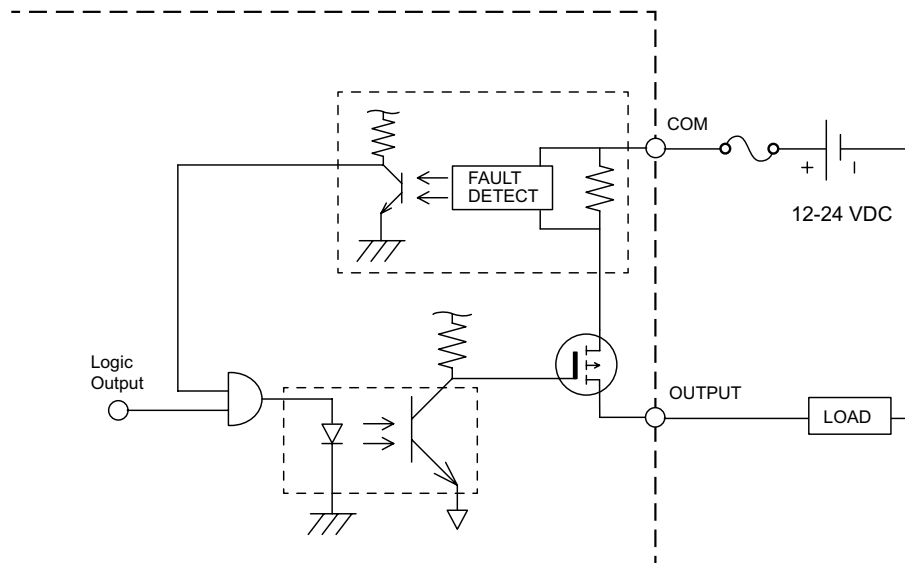 COM
FAULT
DETECT
+
12-24 VDC
Logic
Output
OUTPUT
LOAD